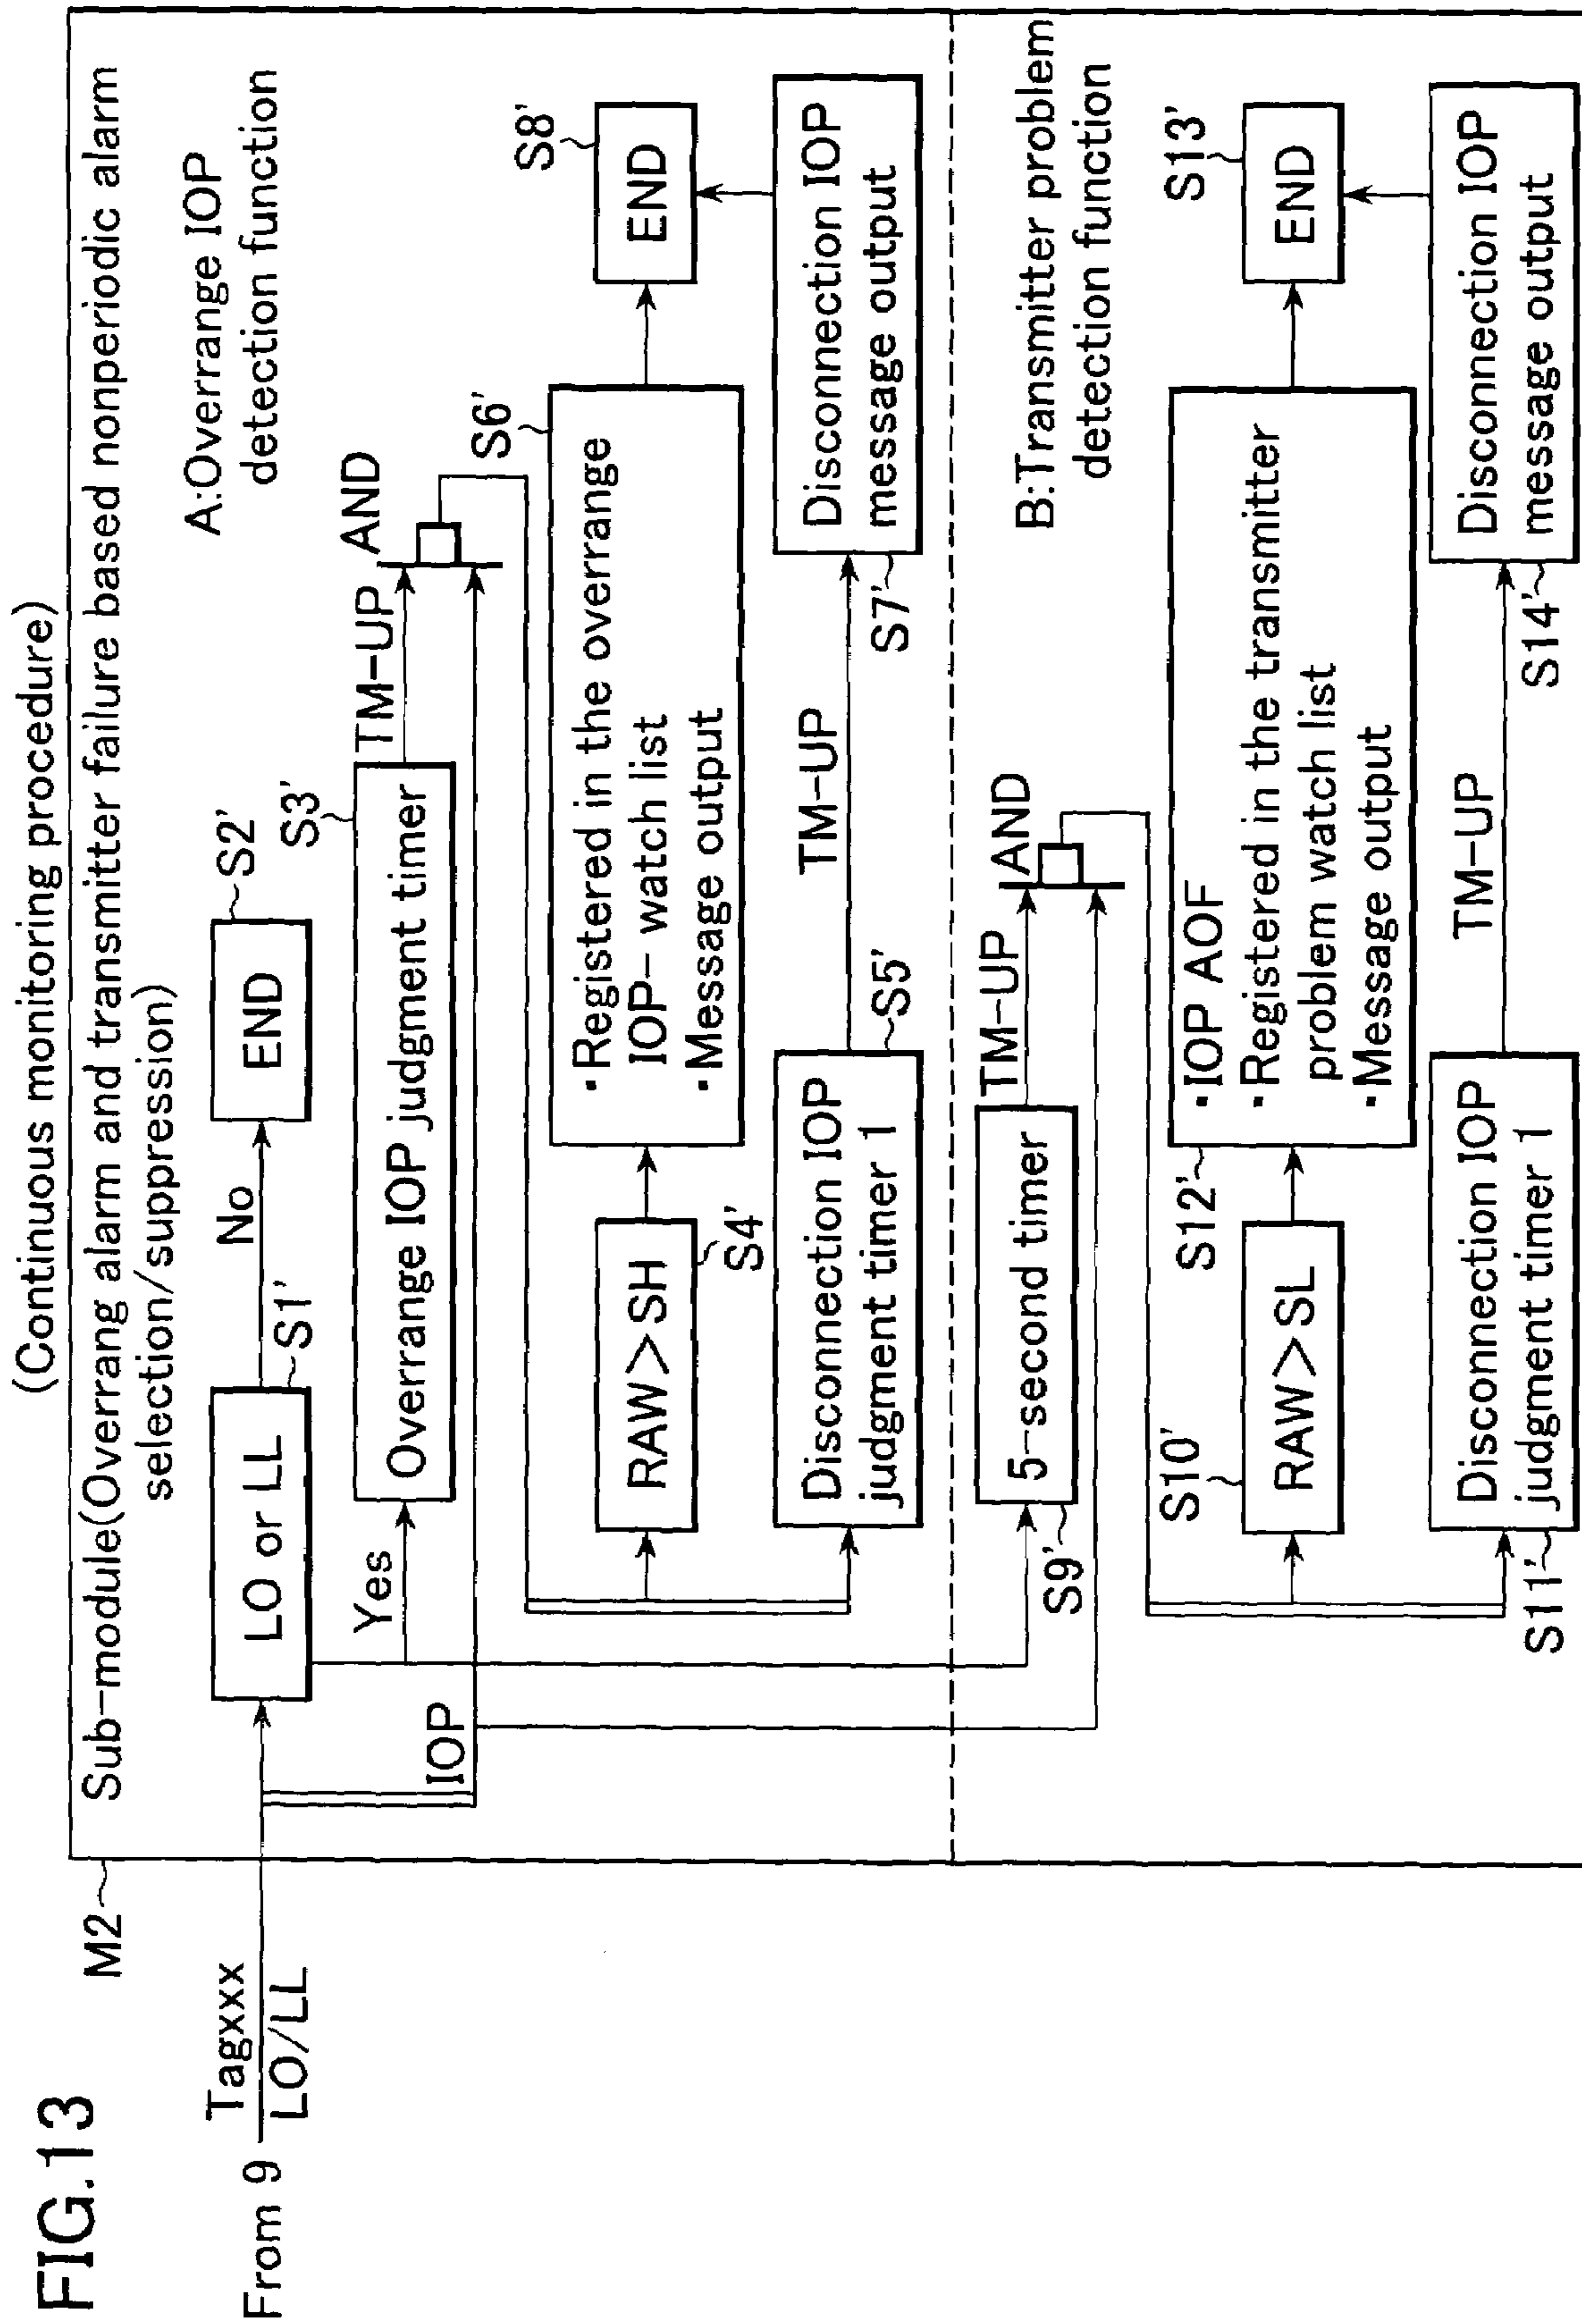 FIG.13
(Continuous monitoring procedure)
M2
Sub-module(Overrang alarm and transmitter failure based nonperiodic alarm
selection/suppression)
From 9
Tagxxx
LO/LL
A:Overrange IOP
detection function
LO or LL
S1'
No
END
S2'
Yes
IOP
Overrange IOP judgment timer
S3'
TM-UP
AND
RAW>SH
S4'
・Registered in the overrange
IOP- watch list
・Message output
S6'
END
S8'
Disconnection IOP
judgment timer 1
S5'
TM-UP
Disconnection IOP
message output
S7'
B:Transmitter problem
detection function
5-second timer
S9'
TM-UP
AND
RAW>SL
S10'
・IOP AOF
・Registered in the transmitter
problem watch list
・Message output
S12'
END
S13'
Disconnection IOP
judgment timer 1
S11'
TM-UP
Disconnection IOP
message output
S14'